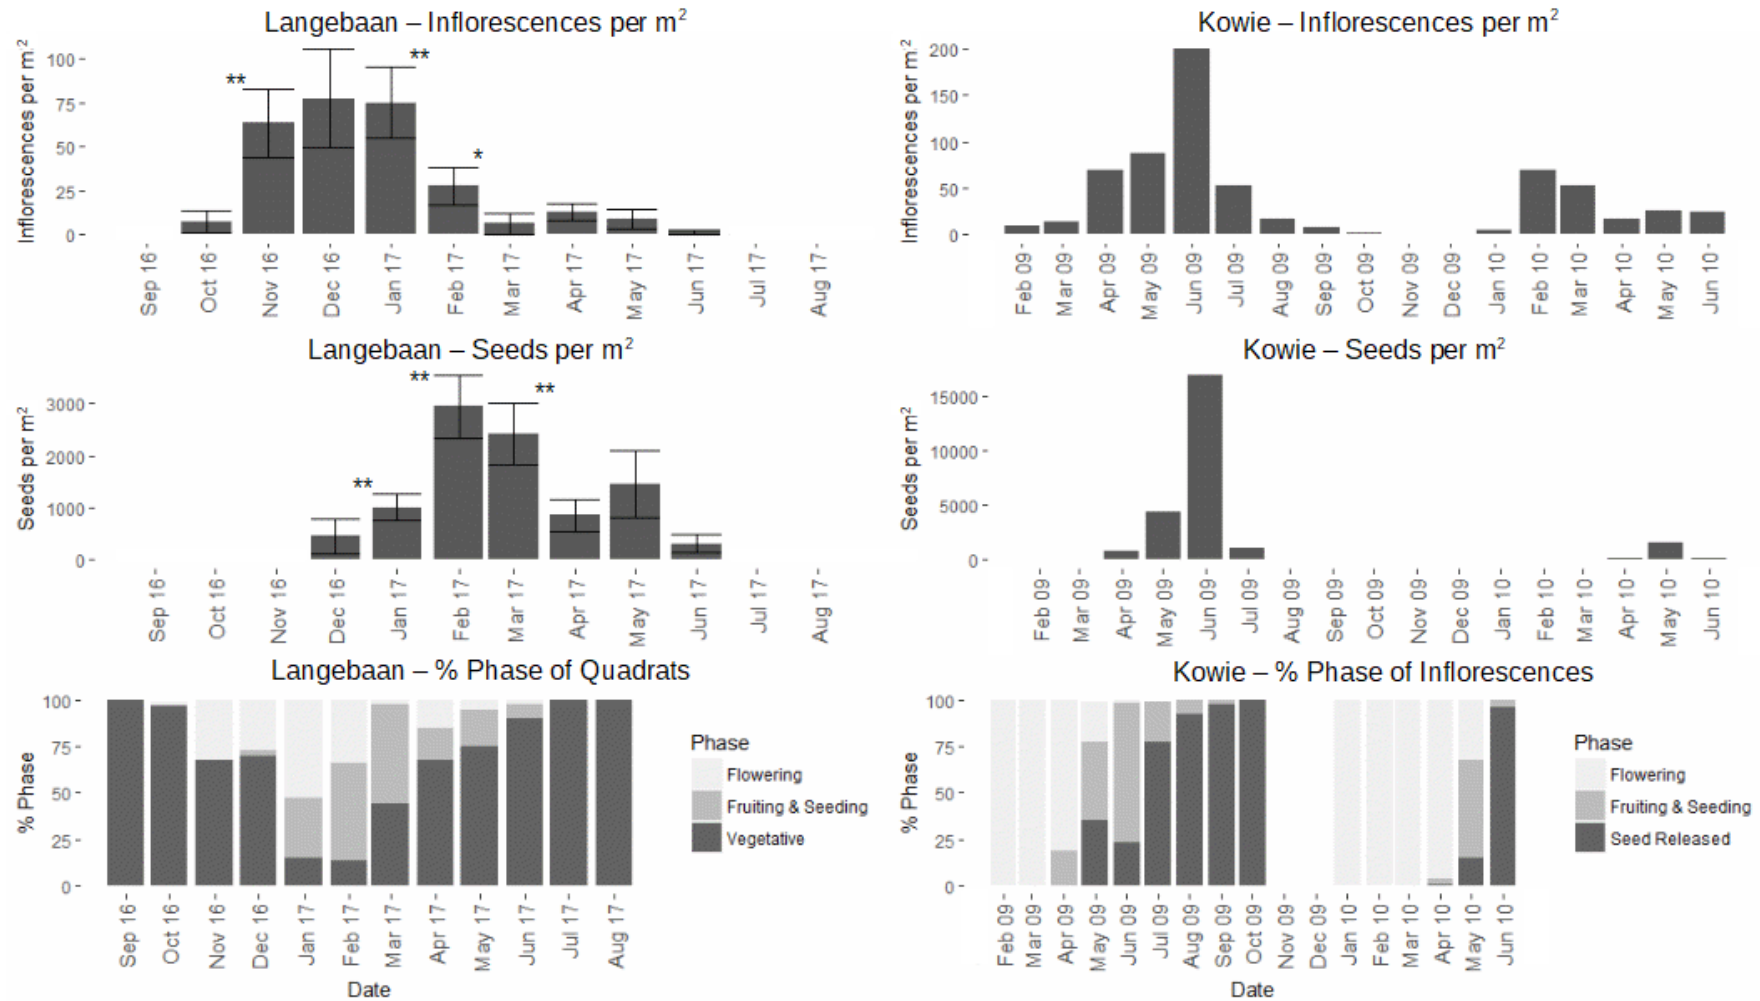 Langebaan – Inflorescences per m²
Inflorescences per m²
100
75
50
25
0
**
**
*
Sep 16
Oct 16
Nov 16
Dec 16
Jan 17
Feb 17
Mar 17
Apr 17
May 17
Jun 17
Jul 17
Aug 17
Kowie – Inflorescences per m²
Inflorescences per m²
200
150
100
50
0
Feb 09
Mar 09
Apr 09
May 09
Jun 09
Jul 09
Aug 09
Sep 09
Oct 09
Nov 09
Dec 09
Jan 10
Feb 10
Mar 10
Apr 10
May 10
Jun 10
Langebaan – Seeds per m²
Seeds per m²
3000
2000
1000
0
**
**
**
Sep 16
Oct 16
Nov 16
Dec 16
Jan 17
Feb 17
Mar 17
Apr 17
May 17
Jun 17
Jul 17
Aug 17
Kowie – Seeds per m²
Seeds per m²
15000
10000
5000
0
Feb 09
Mar 09
Apr 09
May 09
Jun 09
Jul 09
Aug 09
Sep 09
Oct 09
Nov 09
Dec 09
Jan 10
Feb 10
Mar 10
Apr 10
May 10
Jun 10
Langebaan – % Phase of Quadrats
% Phase
100
75
50
25
0
Sep 16
Oct 16
Nov 16
Dec 16
Jan 17
Feb 17
Mar 17
Apr 17
May 17
Jun 17
Jul 17
Aug 17
Date
Phase
Flowering
Fruiting & Seeding
Vegetative
Kowie – % Phase of Inflorescences
% Phase
100
75
50
25
0
Feb 09
Mar 09
Apr 09
May 09
Jun 09
Jul 09
Aug 09
Sep 09
Oct 09
Nov 09
Dec 09
Jan 10
Feb 10
Mar 10
Apr 10
May 10
Jun 10
Date
Phase
Flowering
Fruiting & Seeding
Seed Released